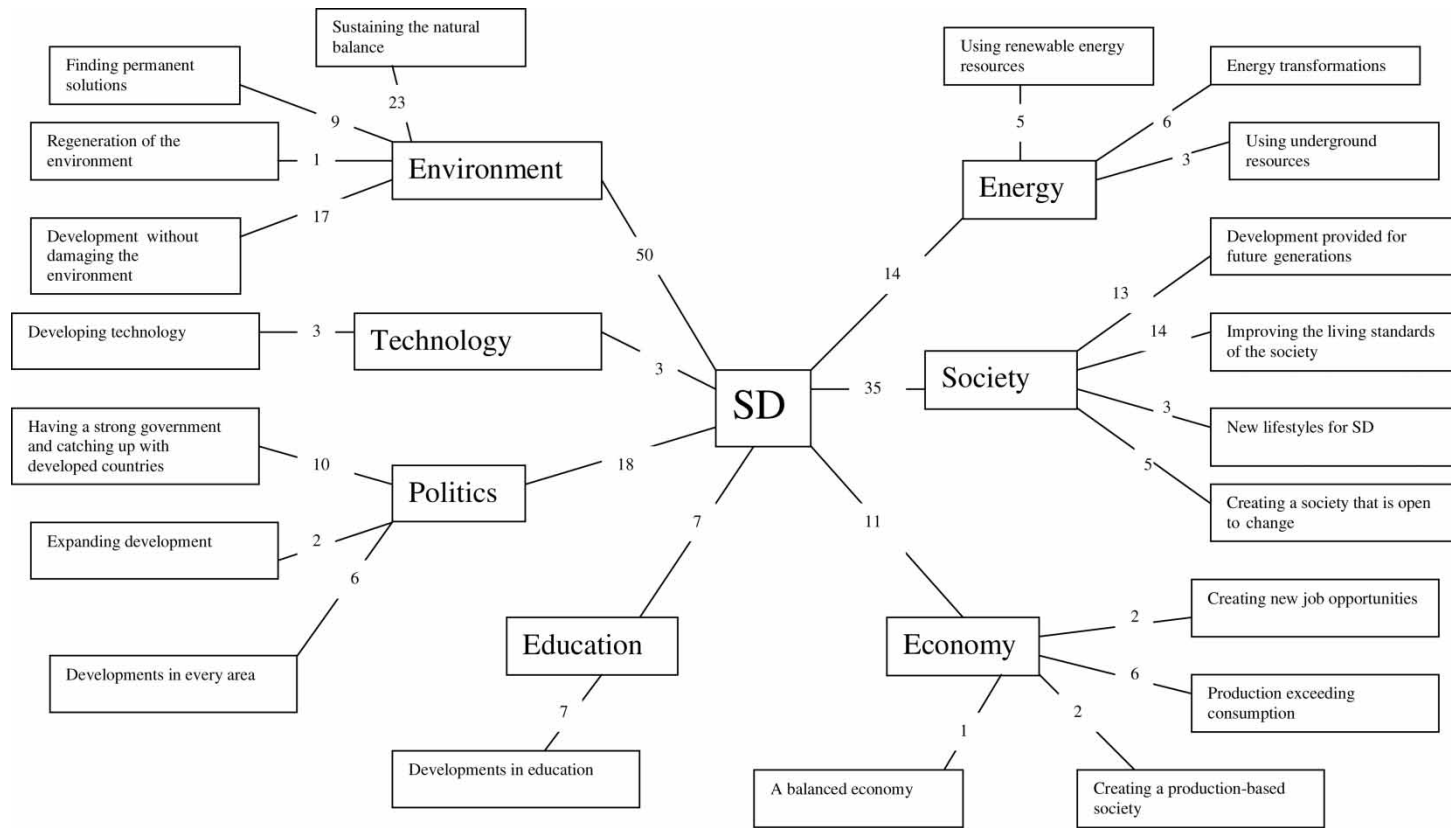 Sustaining the natural
balance
Finding permanent
solutions
23
9
Regeneration of the
environment
1
Environment
17
Development without
damaging the
environment
50
Developing technology
3
Technology
3
Having a strong government
and catching up with
developed countries
10
Politics
18
Expanding development
2
6
Developments in every area
SD
Using renewable energy
resources
Energy transformations
5
6
Using underground
resources
3
Energy
14
Development provided for
future generations
13
Improving the living standards
of the society
14
Society
35
3
New lifestyles for SD
5
Creating a society that is open
to change
7
Education
7
Developments in education
11
Economy
2
Creating new job opportunities
6
Production exceeding
consumption
1
2
A balanced economy
Creating a production-based
society